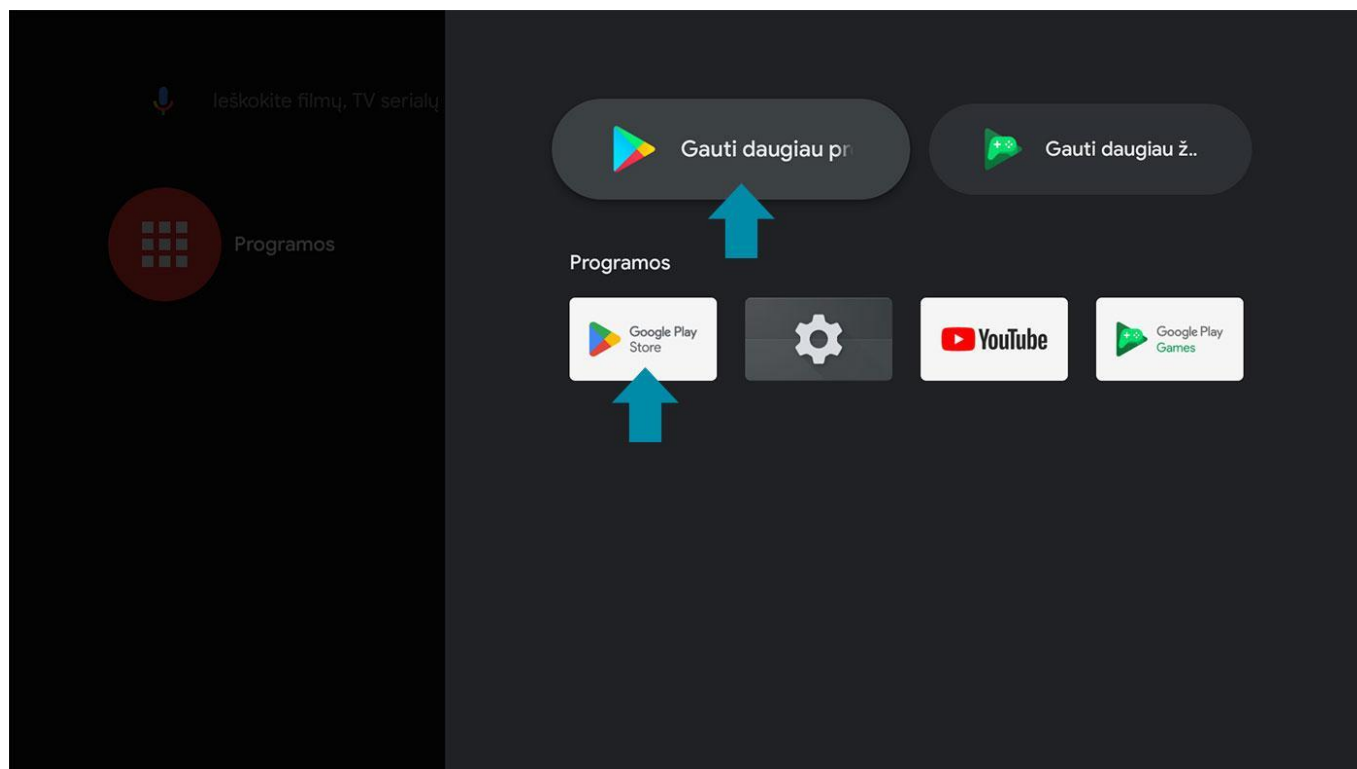 Ieškokite filmų, TV serialų
Gauti daugiau pr
Gauti daugiau ž..
Programos
Programos
Google Play
Store
YouTube
Google Play
Games